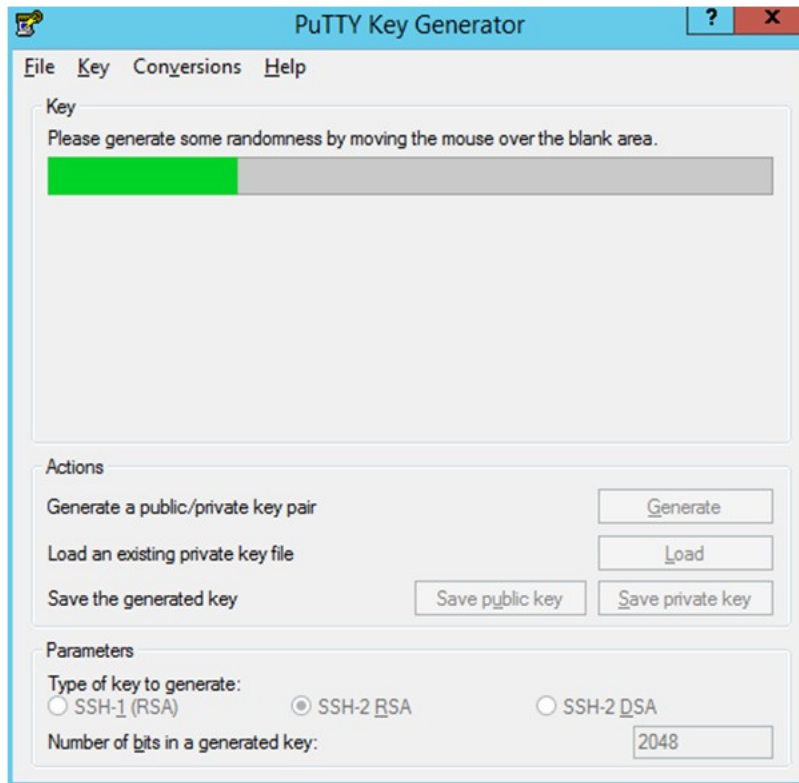 PuTTY Key Generator
? x
File Key Conversions Help
Key
Please generate some randomness by moving the mouse over the blank area.
Actions
Generate a public/private key pair Generate
Load an existing private key file Load
Save the generated key Save public key Save private key
Parameters
Type of key to generate:
SSH-1 (RSA) SSH-2 RSA SSH-2 DSA
Number of bits in a generated key: 2048